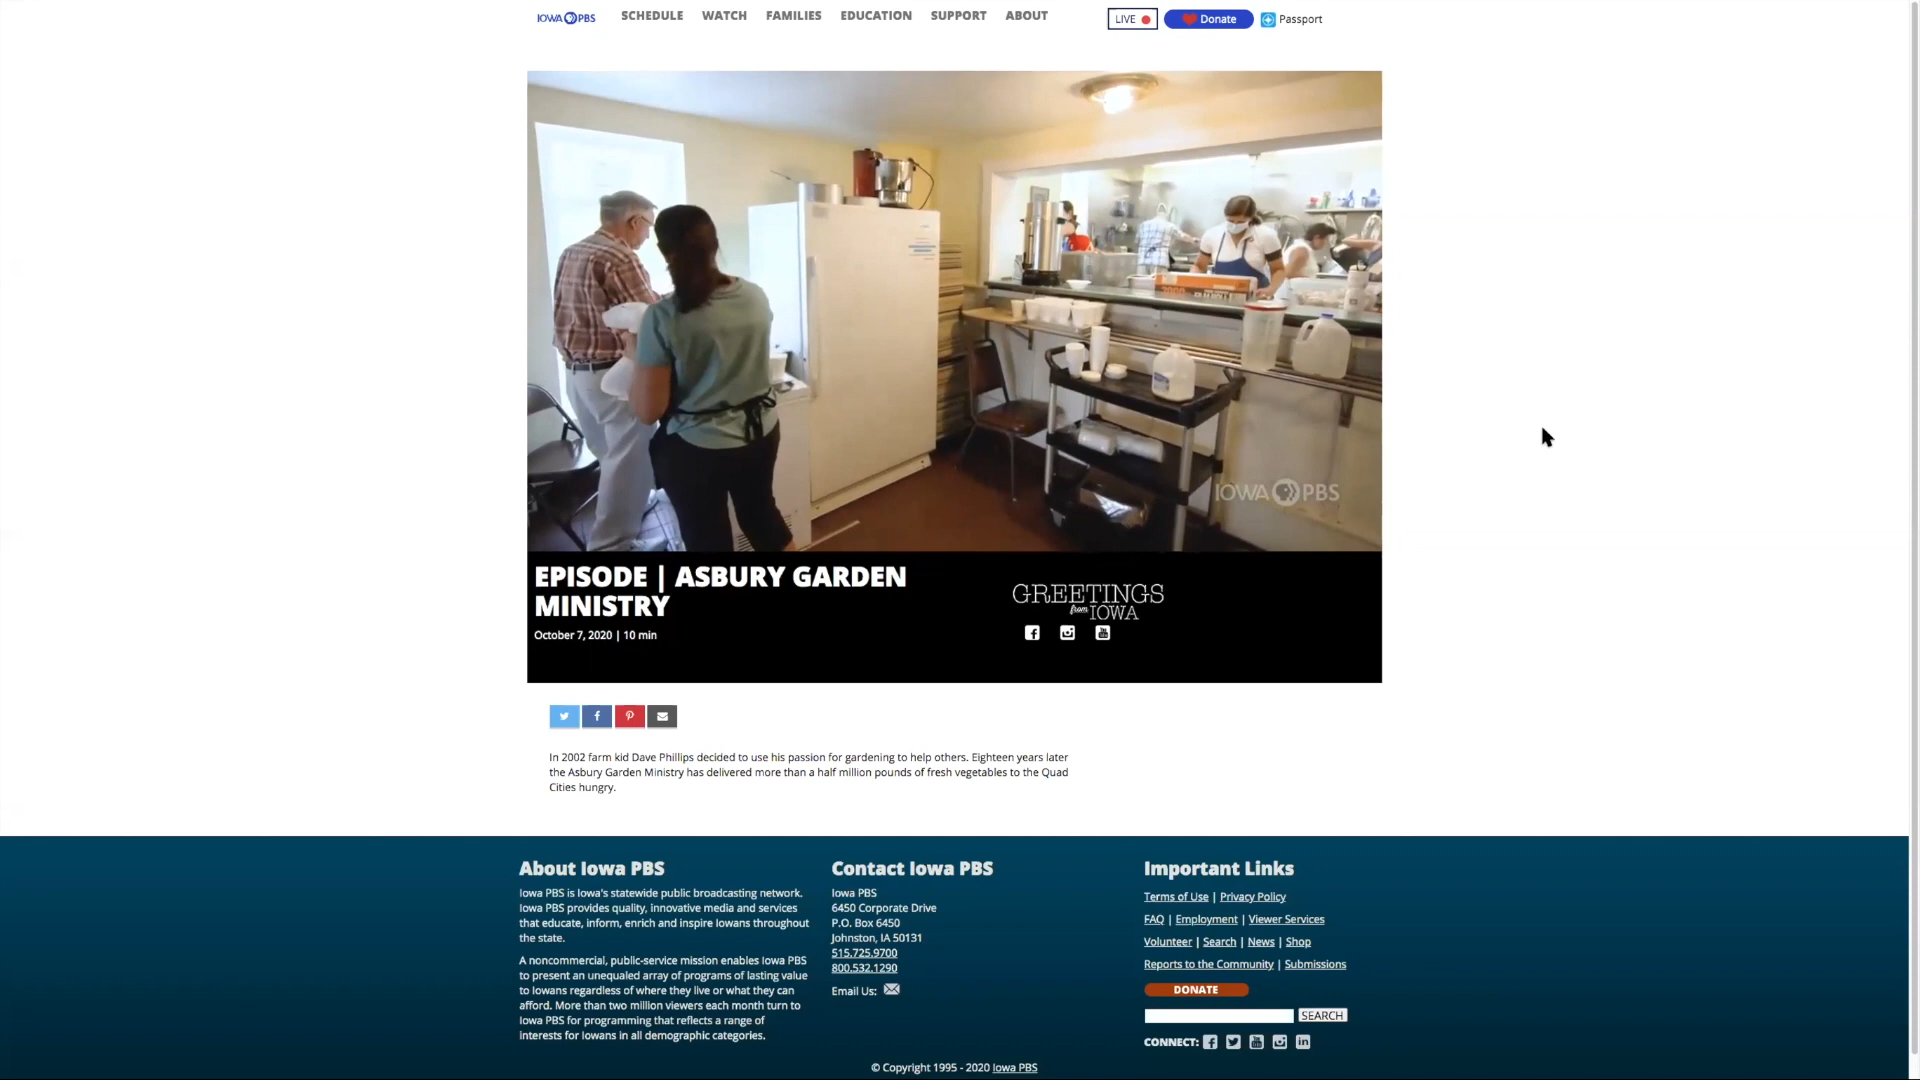 IOWA PBS
SCHEDULE WATCH FAMILIES EDUCATION SUPPORT ABOUT
LIVE Donate Passport
IOWA PBS
EPISODE | ASBURY GARDEN
MINISTRY
October 7, 2020 | 10 min
GREETINGS
from IOWA
In 2002 farm kid Dave Phillips decided to use his passion for gardening to help others. Eighteen years later
the Asbury Garden Ministry has delivered more than a half million pounds of fresh vegetables to the Quad
Cities hungry.
About Iowa PBS
Iowa PBS is Iowa's statewide public broadcasting network.
Iowa PBS provides quality, innovative media and services
that educate, inform, enrich and inspire Iowans throughout
the state.
A noncommercial, public-service mission enables Iowa PBS
to present an unequaled array of programs of lasting value
to Iowans regardless of where they live or what they can
afford. More than two million viewers each month turn to
Iowa PBS for programming that reflects a range of
interests for Iowans in all demographic categories.
Contact Iowa PBS
Iowa PBS
6450 Corporate Drive
P.O. Box 6450
Johnston, IA 50131
515.725.9700
800.532.1290
Email Us:
Important Links
Terms of Use | Privacy Policy
FAQ | Employment | Viewer Services
Volunteer | Search | News | Shop
Reports to the Community | Submissions
DONATE
SEARCH
CONNECT:
© Copyright 1995 - 2020 Iowa PBS